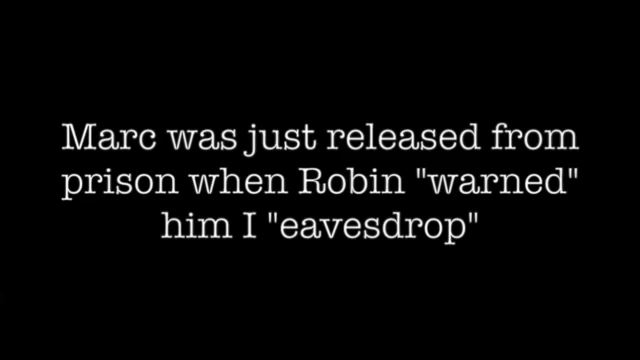 Marc was just released from
prison when Robin "warned"
him I "eavesdrop"